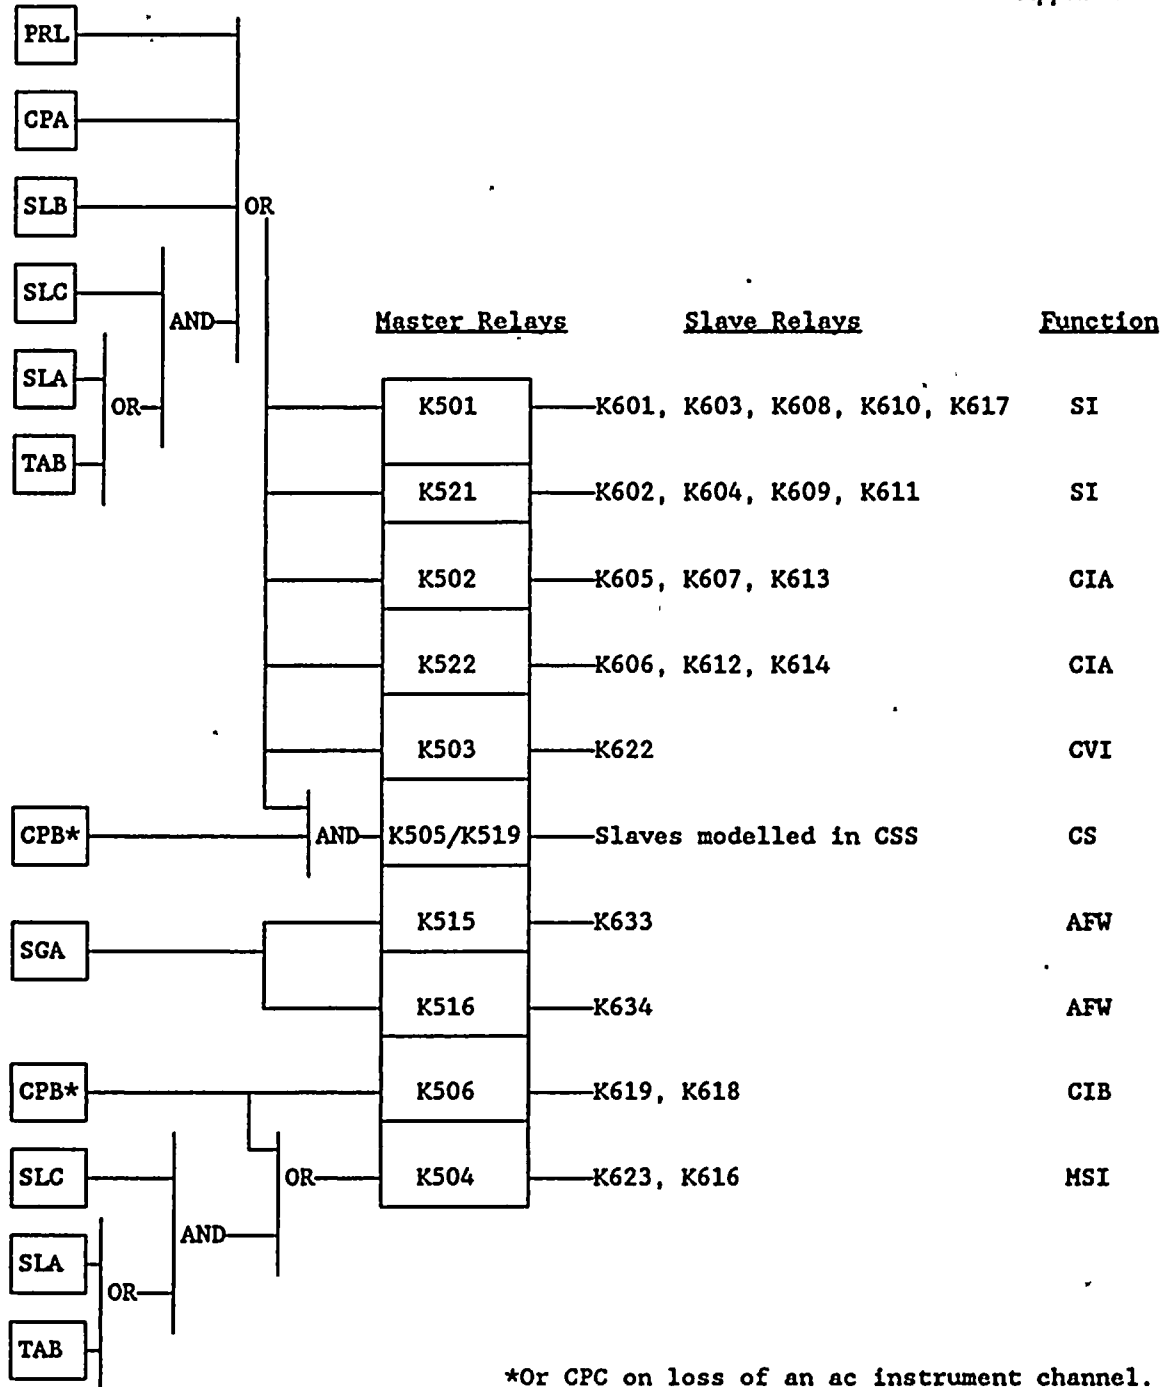 PRL
CPA
SLB
OR
SLC
AND
SLA
OR
TAB
Master Relays Slave Relays Function
K501 K601, K603, K608, K610, K617 SI
K521 K602, K604, K609, K611 SI
K502 K605, K607, K613 CIA
K522 K606, K612, K614 CIA
K503 K622 CVI
CPB* AND K505/K519 Slaves modelled in CSS CS
K515 K633 AFW
SGA
K516 K634 AFW
CPB* K506 K619, K618 CIB
SLC OR K504 K623, K616 MSI
AND
SLA
OR
TAB
*Or CPC on loss of an ac instrument channel.